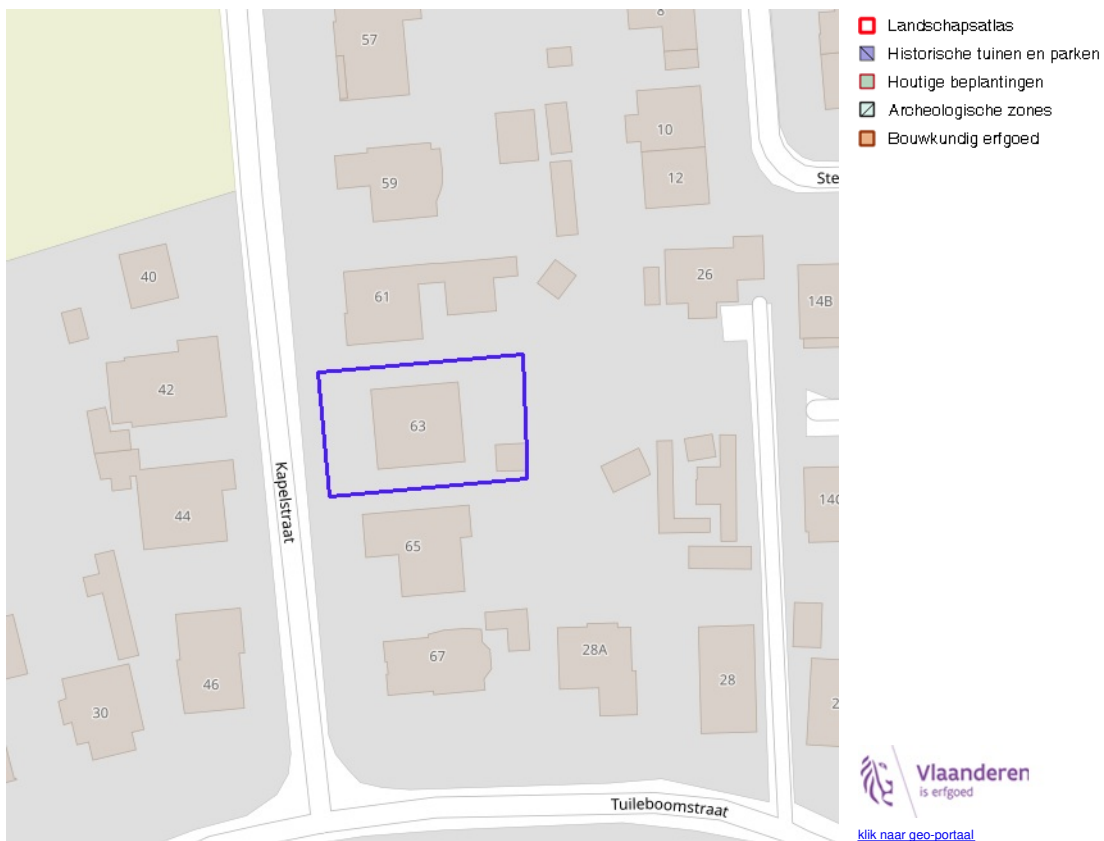 57
8
10
12
59
Ste
40
61
26
14B
42
63
44
Kapelstraat
65
14C
67
28A
28
46
30
2
Tuileboomstraat
Landschapsatlas
Historische tuinen en parken
Houtige beplantingen
Archeologische zones
Bouwkundig erfgoed
Vlaanderen
is erfgoed
klik naar geo-portaal